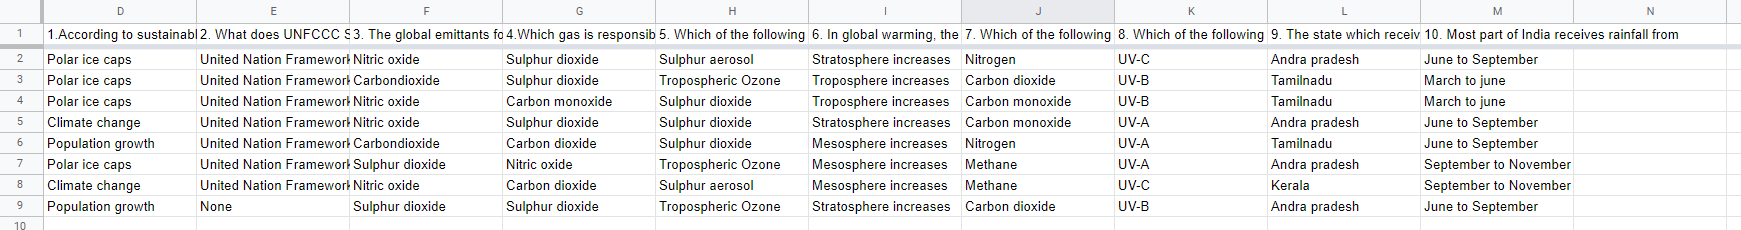 D E F G H I J K L M N
1 1.According to sustainabl 2. What does UNFCCC S 3. The global emittants fo 4.Which gas is responsib 5. Which of the following 6. In global warming, the 7. Which of the following 8. Which of the following 9. The state which receiv 10. Most part of India receives rainfall from
2 Polar ice caps United Nation Framework Nitric oxide Sulphur dioxide Sulphur aerosol Stratosphere increases Nitrogen UV-C Andra pradesh June to September
3 Polar ice caps United Nation Framework Carbondioxide Sulphur dioxide Tropospheric Ozone Troposphere increases Carbon dioxide UV-B Tamilnadu March to june
4 Polar ice caps United Nation Framework Nitric oxide Carbon monoxide Sulphur dioxide Troposphere increases Carbon monoxide UV-B Tamilnadu March to june
5 Climate change United Nation Framework Nitric oxide Sulphur dioxide Sulphur dioxide Stratosphere increases Carbon monoxide UV-A Andra pradesh June to September
6 Population growth United Nation Framework Carbondioxide Carbon dioxide Sulphur dioxide Mesosphere increases Nitrogen UV-A Tamilnadu June to September
7 Polar ice caps United Nation Framework Sulphur dioxide Nitric oxide Tropospheric Ozone Mesosphere increases Methane UV-A Andra pradesh September to November
8 Climate change United Nation Framework Nitric oxide Carbon dioxide Sulphur aerosol Mesosphere increases Methane UV-C Kerala September to November
9 Population growth None Sulphur dioxide Sulphur dioxide Tropospheric Ozone Stratosphere increases Carbon dioxide UV-B Andra pradesh June to September
10